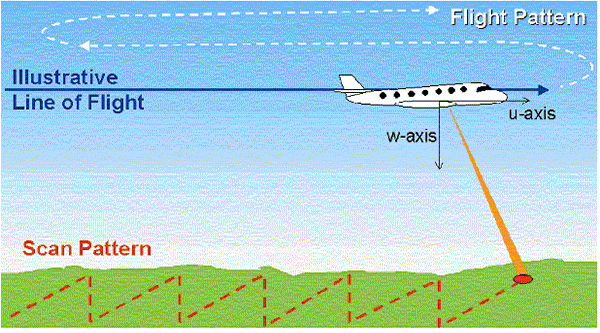 Flight Pattern
Illustrative
Line of Flight
u-axis
w-axis
Scan Pattern